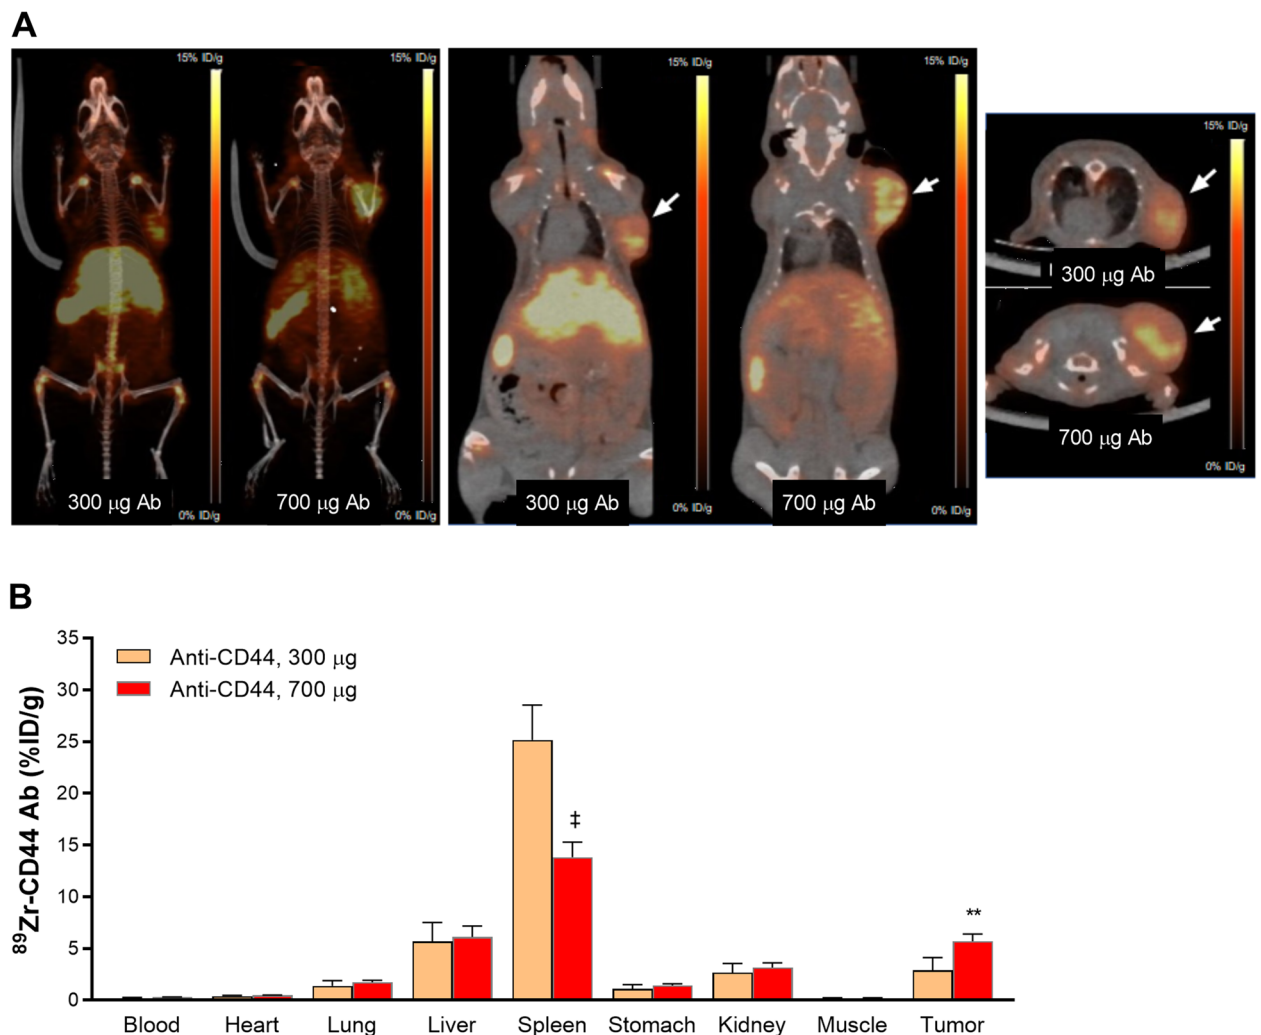 A
15% ID/g
15% ID/g
300 µg Ab
700 µg Ab
0% ID/g
0% ID/g
15% ID/g
15% ID/g
300 µg Ab
700 µg Ab
0% ID/g
0% ID/g
15% ID/g
300 µg Ab
700 µg Ab
0% ID/g
B
⁸⁹Zr-CD44 Ab (%ID/g)
35
30
25
20
15
10
5
0
Anti-CD44, 300 µg
Anti-CD44, 700 µg
‡
**
Blood Heart Lung Liver Spleen Stomach Kidney Muscle Tumor